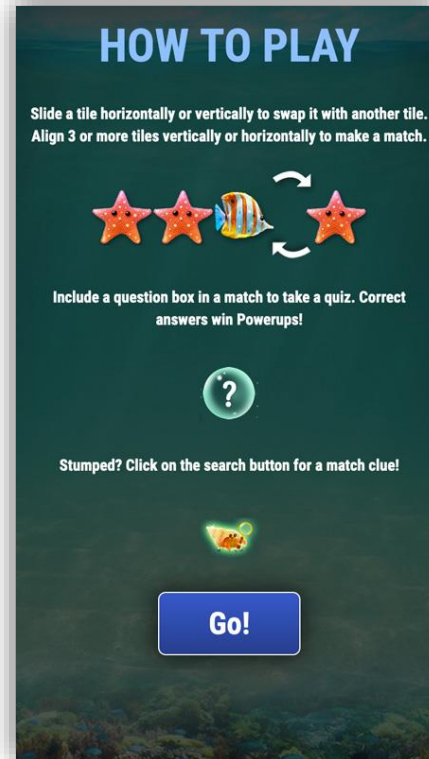 HOW TO PLAY
Slide a tile horizontally or vertically to swap it with another tile.
Align 3 or more tiles vertically or horizontally to make a match.
Include a question box in a match to take a quiz. Correct
answers win Powerups!
?
Stumped? Click on the search button for a match clue!
Go!